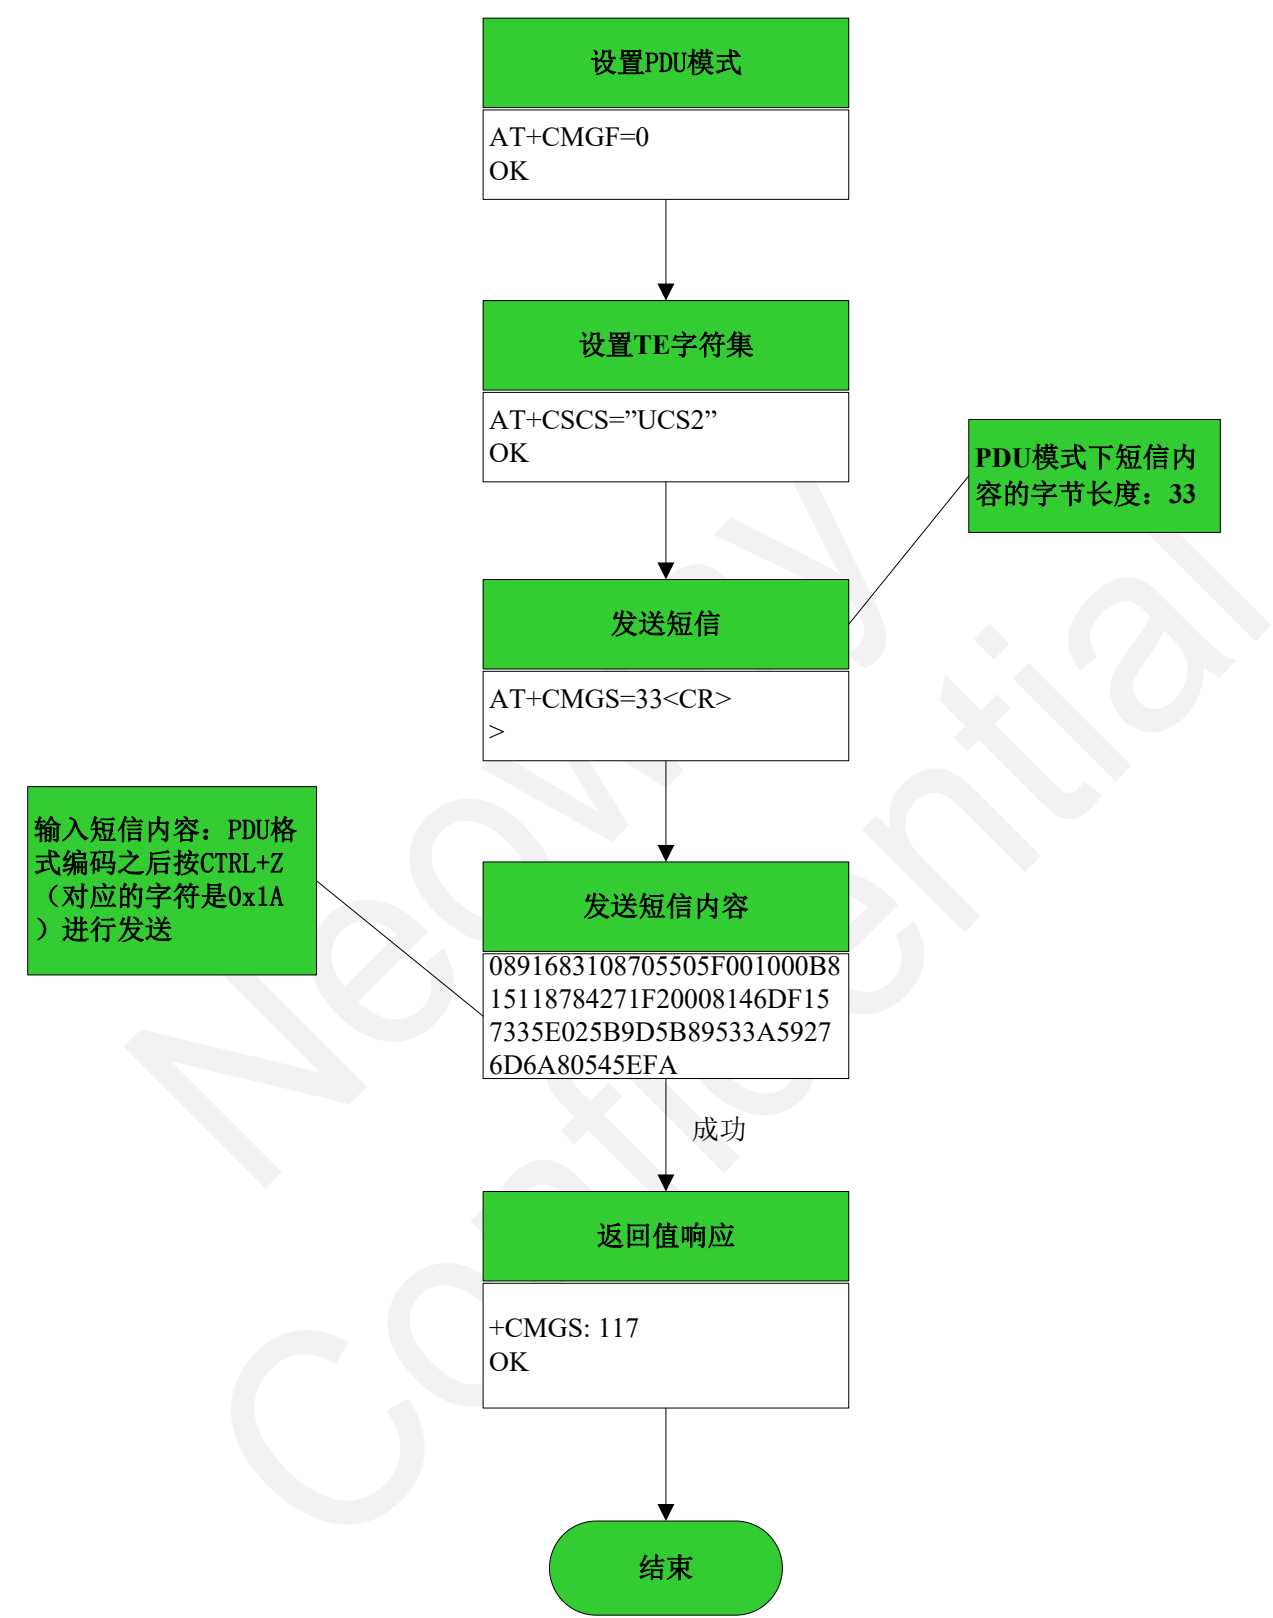 设置PDU模式
AT+CMGF=0
OK
设置TE字符集
AT+CSCS=”UCS2”
OK
PDU模式下短信内
容的字节长度：33
发送短信
AT+CMGS=33<CR>
>
输入短信内容：PDU格
式编码之后按CTRL+Z
（对应的字符是0x1A
）进行发送
发送短信内容
0891683108705505F001000B8
15118784271F20008146DF15
7335E025B9D5B89533A5927
6D6A80545EFA
成功
返回值响应
+CMGS: 117
OK
结束
Neoway
Confidential